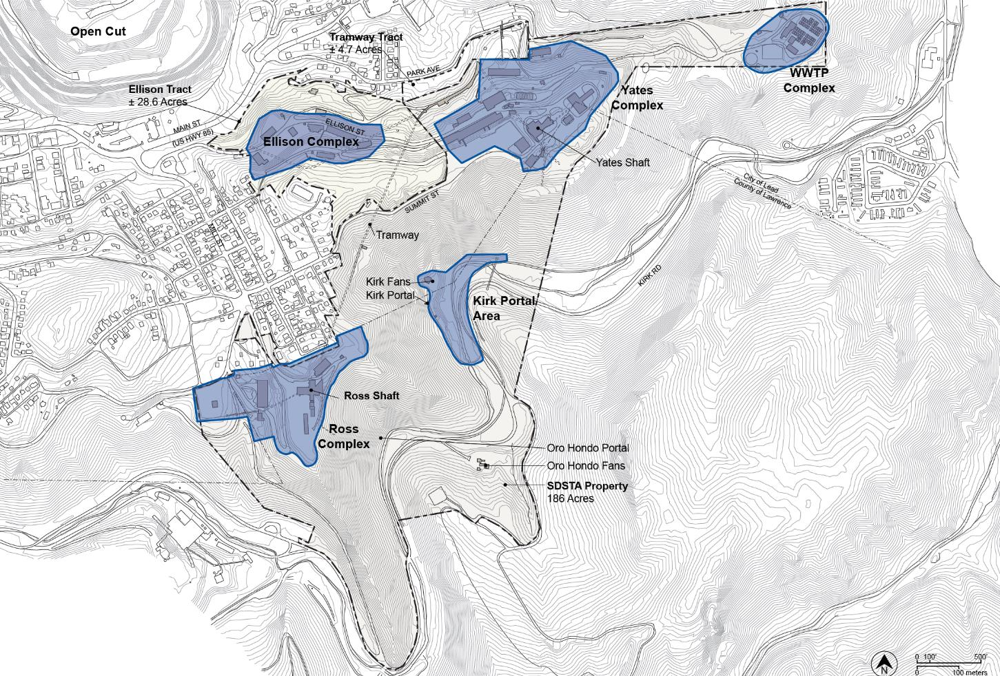 Open Cut
Tramway Tract
± 4.7 Acres
PARK AVE
WWTP
Complex
Ellison Tract
± 28.6 Acres
Yates
Complex
MAIN ST
(US HWY 85)
ELLISON ST
Ellison Complex
Yates Shaft
City of Lead
County of Lawrence
SUMMIT ST
MILL ST
Tramway
Kirk Fans
Kirk Portal
KIRK RD
Kirk Portal
Area
Ross Shaft
Ross
Complex
Oro Hondo Portal
Oro Hondo Fans
SDSTA Property
186 Acres
N
0 100' 500'
0 100 meters